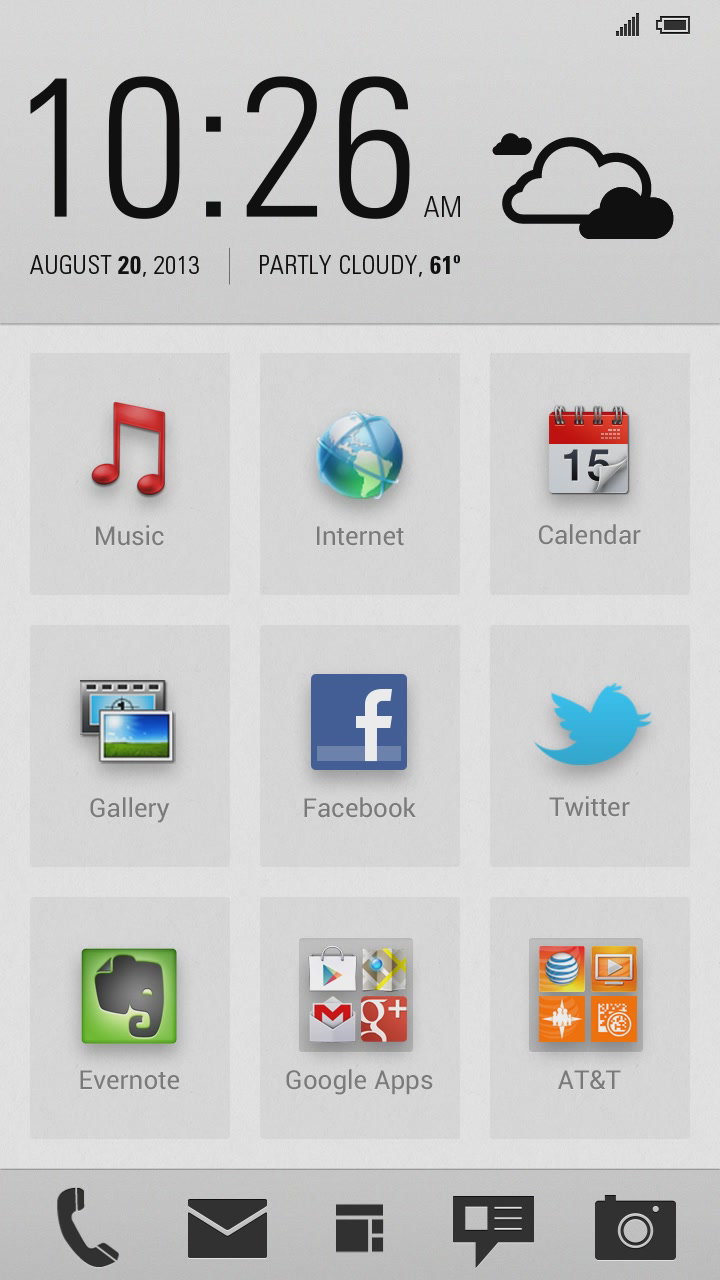 10:26 AM
AUGUST 20, 2013 PARTLY CLOUDY, 61°
Music Internet Calendar
15
Gallery Facebook Twitter
1
f
Evernote Google Apps AT&T
g+